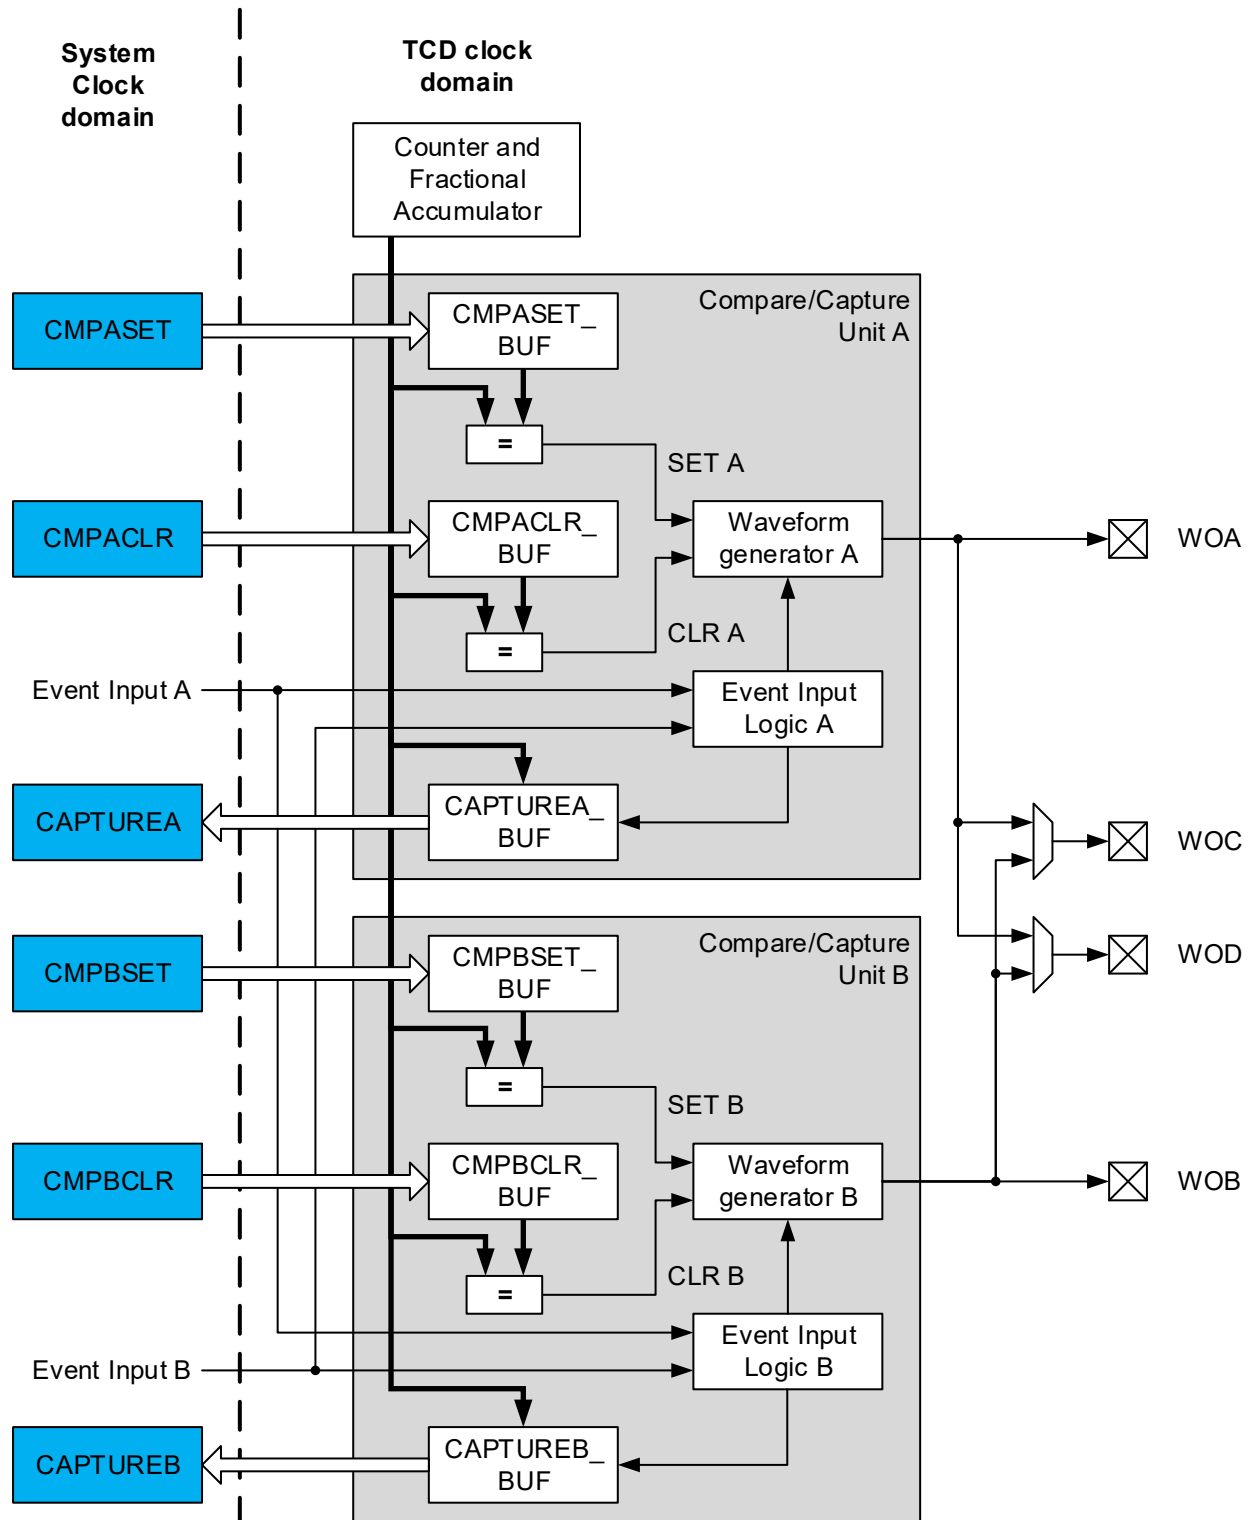 System
Clock
domain
TCD clock
domain
Counter and
Fractional
Accumulator
Compare/Capture
Unit A
CMPASET
CMPASET_
BUF
=
SET A
CMPACLR
CMPACLR_
BUF
Waveform
generator A
WOA
=
CLR A
Event Input A
Event Input
Logic A
CAPTUREA
CAPTUREA_
BUF
WOC
Compare/Capture
Unit B
CMPBSET
CMPBSET_
BUF
WOD
=
SET B
CMPBCLR
CMPBCLR_
BUF
Waveform
generator B
WOB
=
CLR B
Event Input B
Event Input
Logic B
CAPTUREB
CAPTUREB_
BUF